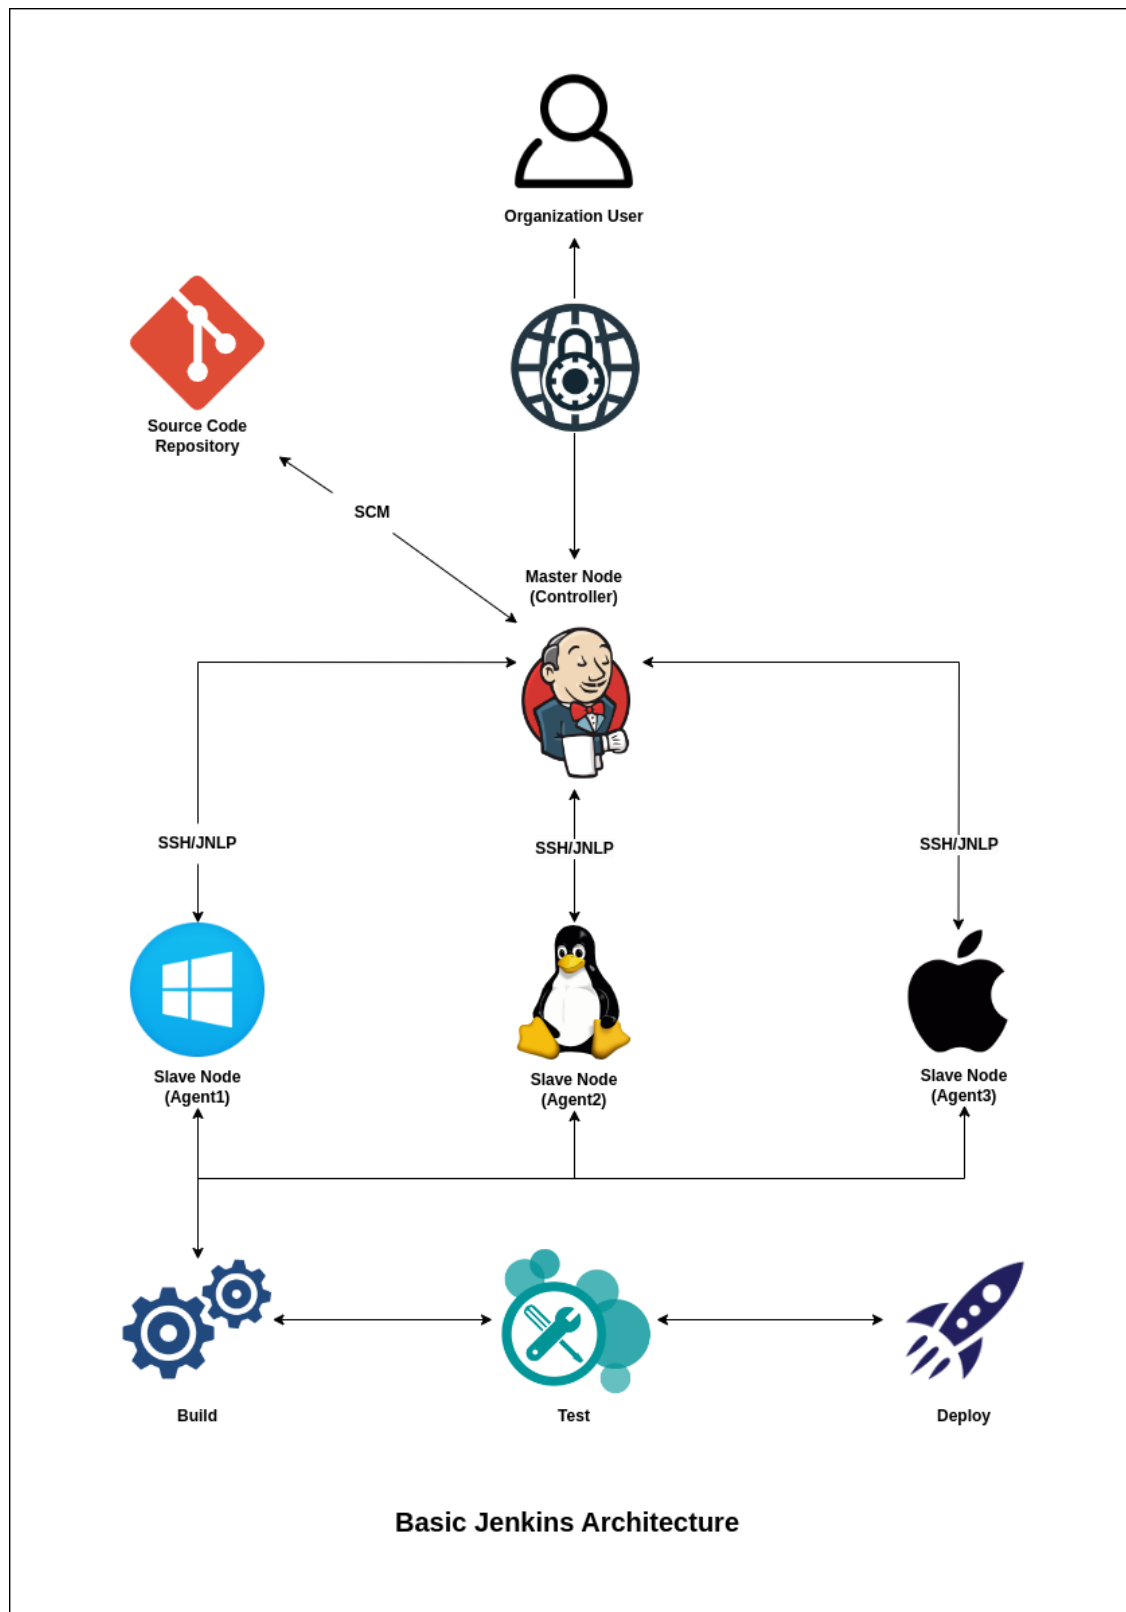 Organization User
Source Code
Repository
SCM
Master Node
(Controller)
SSH/JNLP
SSH/JNLP
SSH/JNLP
Slave Node
(Agent1)
Slave Node
(Agent2)
Slave Node
(Agent3)
Build
Test
Deploy
Basic Jenkins Architecture